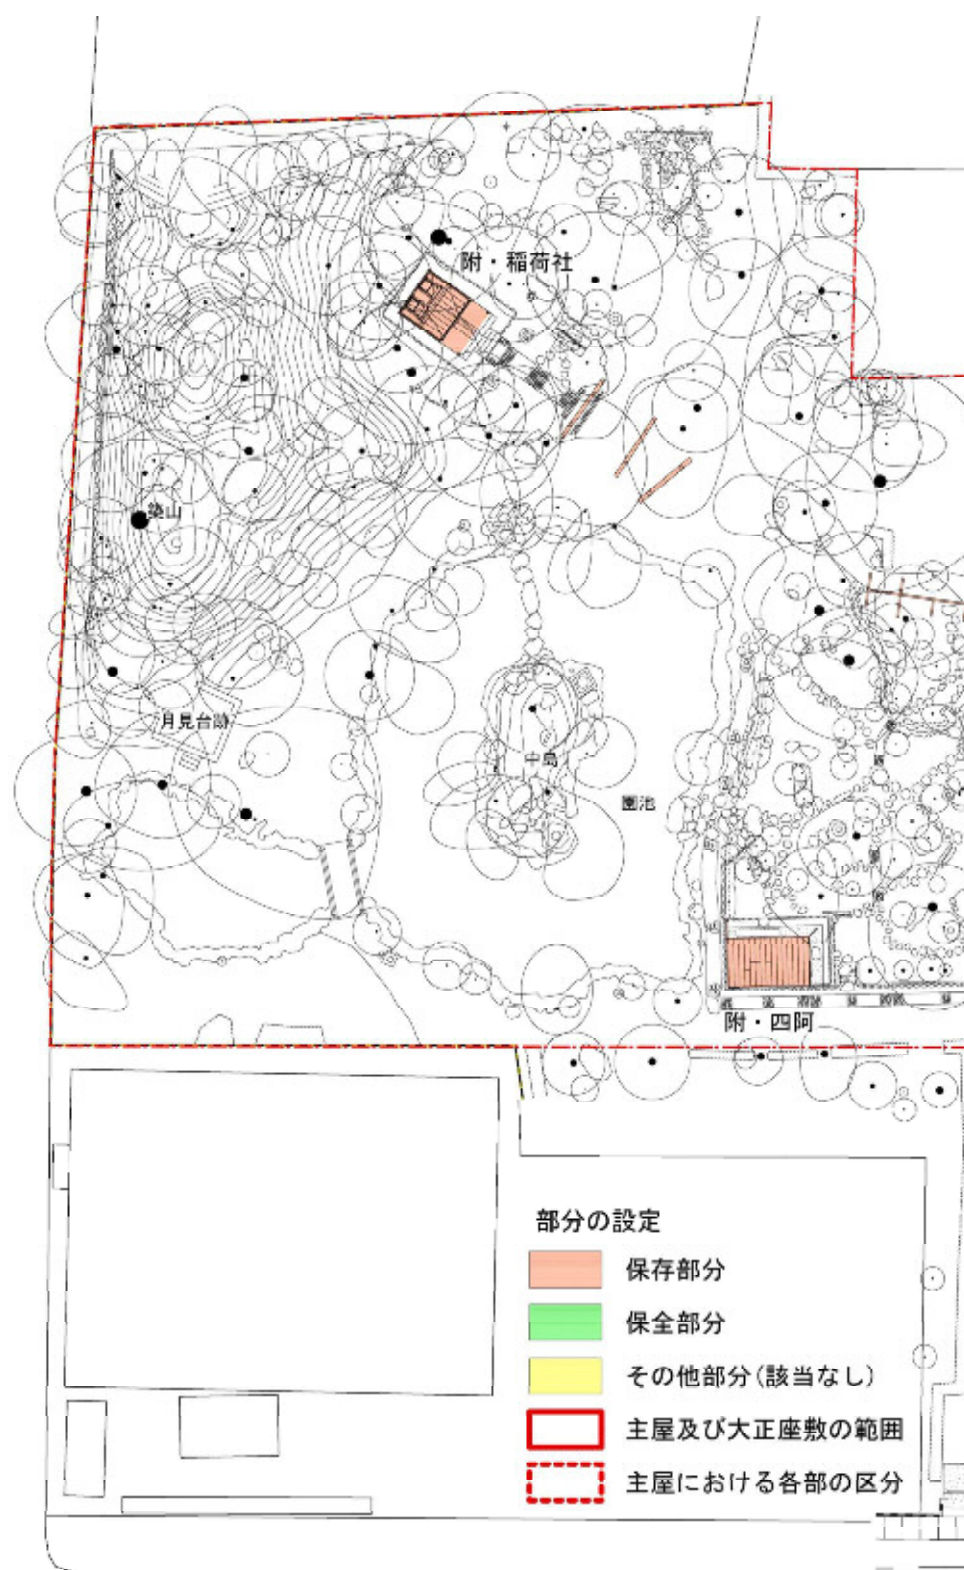 附・稲荷社
築山
月見台跡
中島
園池
附・四阿
部分の設定
保存部分
保全部分
その他部分（該当なし）
主屋及び大正座敷の範囲
主屋における各部の区分